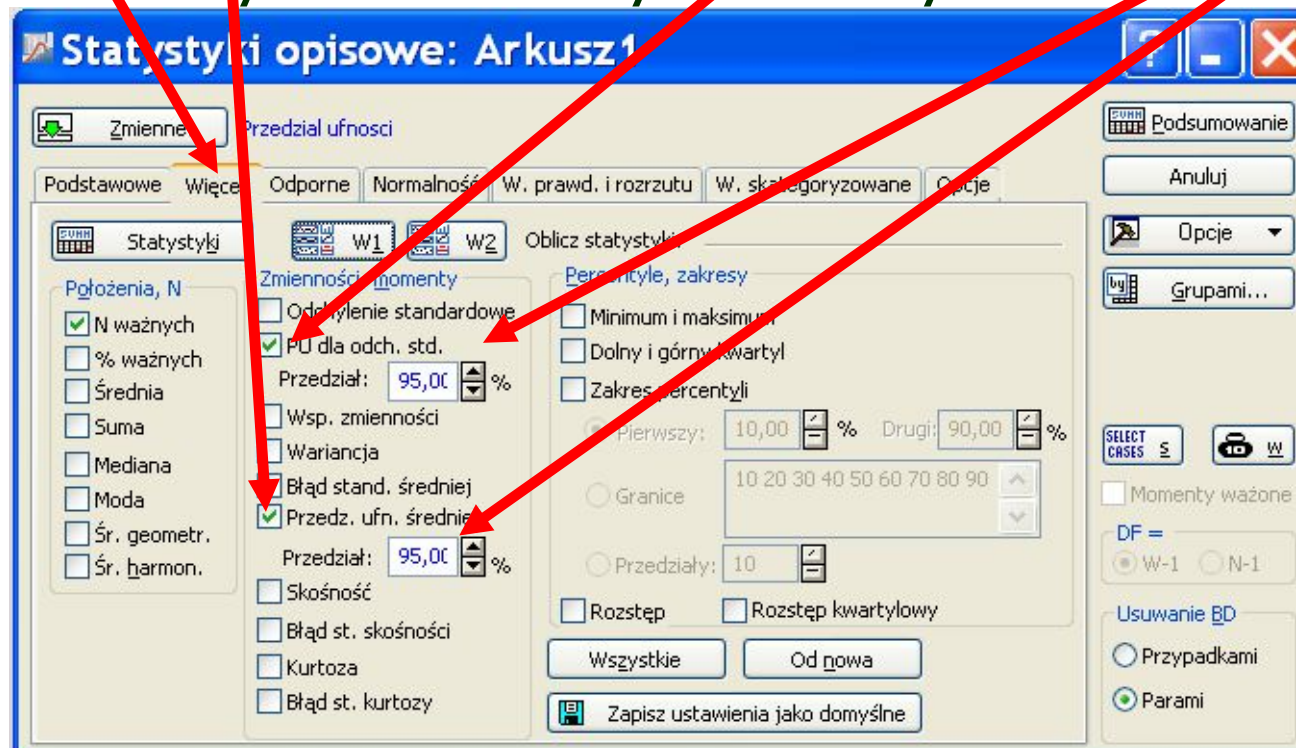 Statystyki opisowe: Arkusz1
Zmienne Przedzial ufnosci
Podstawowe Więcej Odporne Normalność W. prawd. i rozrzutu W. skategoryzowane Opcje
Statystyki W1 W2 Oblicz statystyki:
Położenia, N
N ważnych
% ważnych
Średnia
Suma
Mediana
Moda
Śr. geometr.
Śr. harmon.
Zmienności, momenty
Odchylenie standardowe
PU dla odch. std.
Przedział: 95,00 %
Wsp. zmienności
Wariancja
Błąd stand. średniej
Przedz. ufn. średniej
Przedział: 95,00 %
Skośność
Błąd st. skośności
Kurtoza
Błąd st. kurtozy
Percentyle, zakresy
Minimum i maksimum
Dolny i górny kwartyl
Zakres percentyli
Pierwszy: 10,00 % Drugi: 90,00 %
Granice 10 20 30 40 50 60 70 80 90
Przedziały: 10
Rozstęp Rozstęp kwartylowy
Wszystkie Od nowa
Zapisz ustawienia jako domyślne
SUMM Podsumowanie
Anuluj
Opcje
Grupami...
SELECT CASES S W
Momenty ważone
DF =
W-1 N-1
Usuwanie BD
Przypadkami
Parami